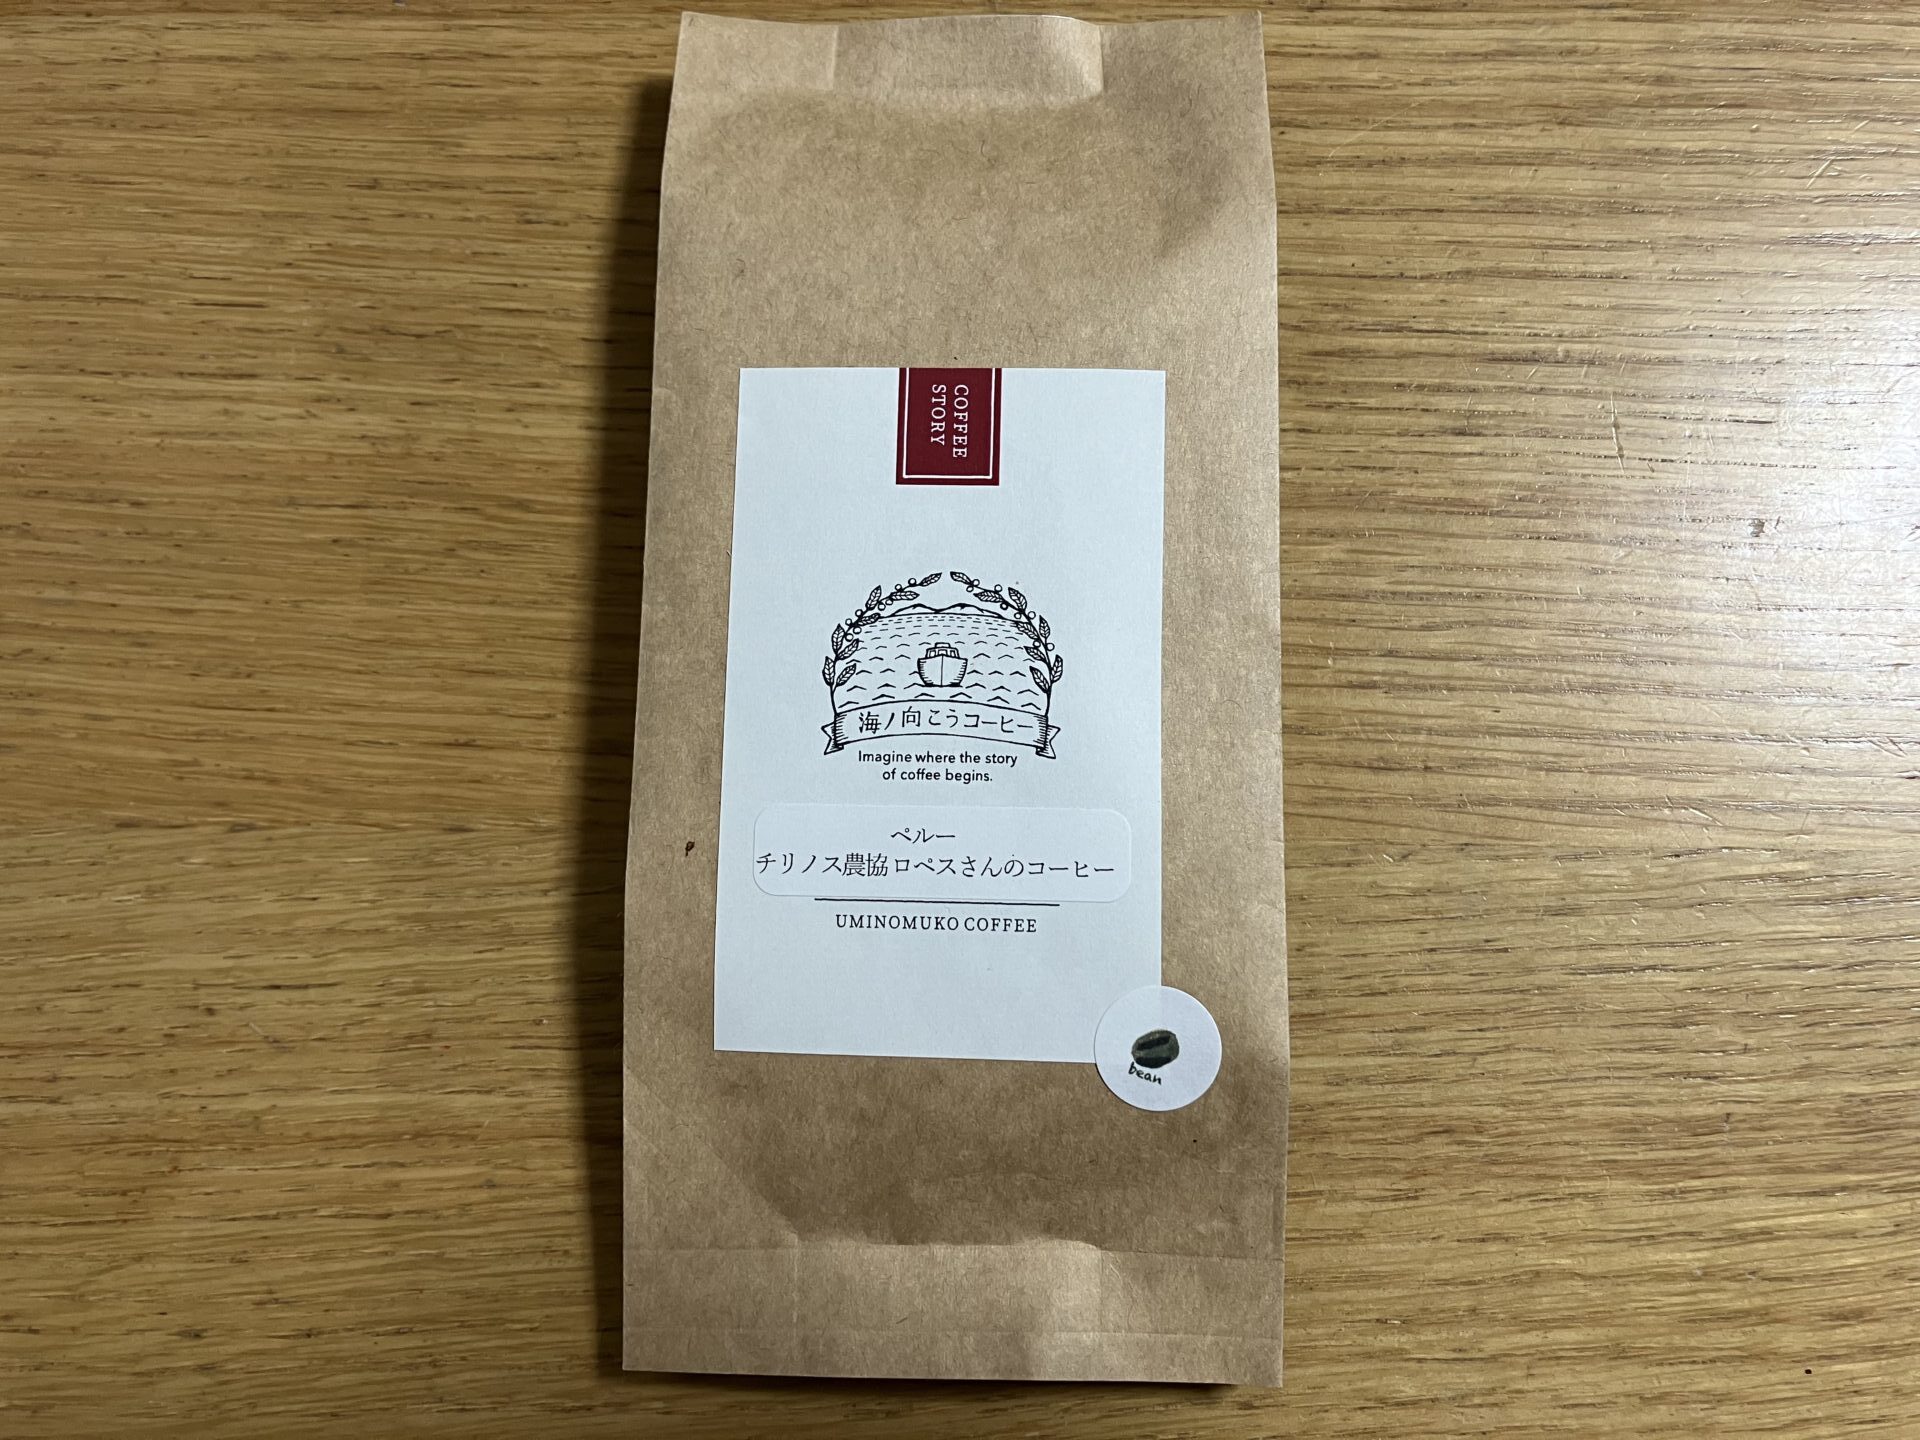 COFFEE
STORY
海ノ向こうコーヒー
Imagine where the story
of coffee begins.
ペルー
チリノス農協ロペスさんのコーヒー
UMINOMUKO COFFEE
bean